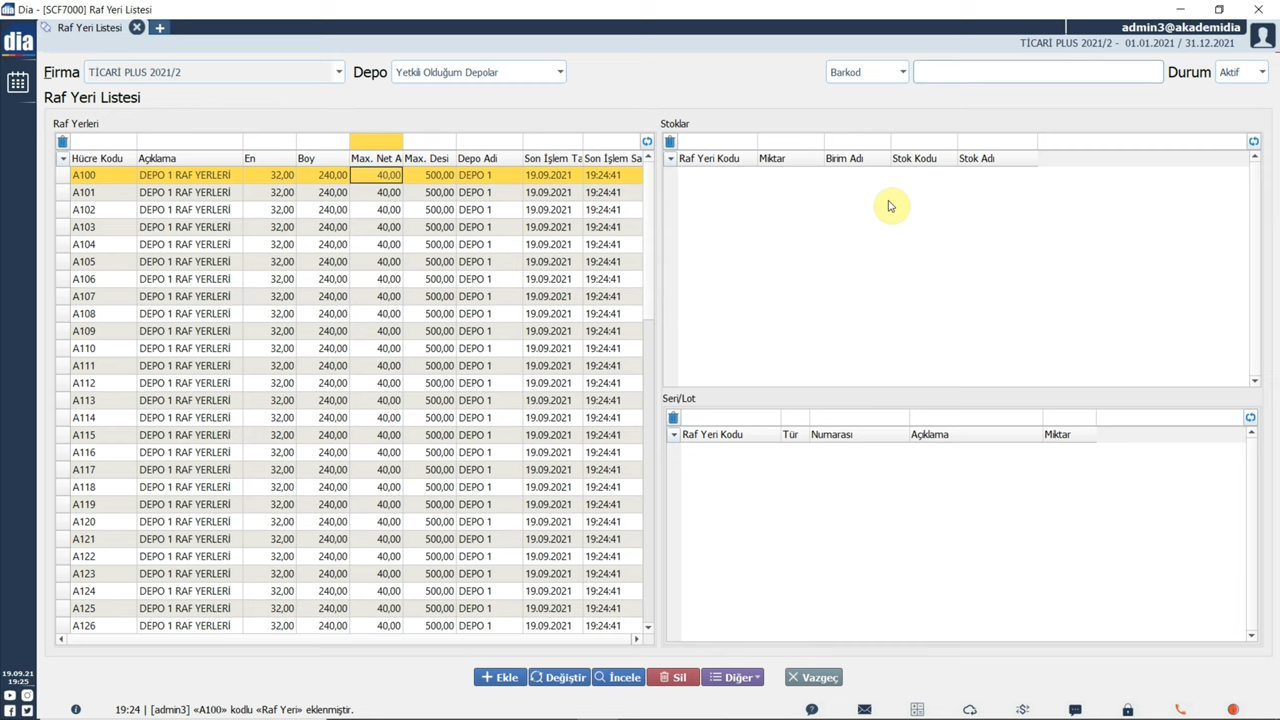 Dia - [SCF7000] Raf Yeri Listesi
dia
Raf Yeri Listesi
admin3@akademidia
TİCARİ PLUS 2021/2 - 01.01.2021 / 31.12.2021
Firma TİCARİ PLUS 2021/2 Depo Yetkili Olduğum Depolar Barkod Durum Aktif
Raf Yeri Listesi
Raf Yerleri
Hücre Kodu Açıklama En Boy Max. Net A Max. Desi Depo Adi Son İşlem Ta Son İşlem Sa
A100 DEPO 1 RAF YERLERİ 32,00 240,00 40,00 500,00 DEPO 1 19.09.2021 19:24:41
A101 DEPO 1 RAF YERLERİ 32,00 240,00 40,00 500,00 DEPO 1 19.09.2021 19:24:41
A102 DEPO 1 RAF YERLERİ 32,00 240,00 40,00 500,00 DEPO 1 19.09.2021 19:24:41
A103 DEPO 1 RAF YERLERİ 32,00 240,00 40,00 500,00 DEPO 1 19.09.2021 19:24:41
A104 DEPO 1 RAF YERLERİ 32,00 240,00 40,00 500,00 DEPO 1 19.09.2021 19:24:41
A105 DEPO 1 RAF YERLERİ 32,00 240,00 40,00 500,00 DEPO 1 19.09.2021 19:24:41
A106 DEPO 1 RAF YERLERİ 32,00 240,00 40,00 500,00 DEPO 1 19.09.2021 19:24:41
A107 DEPO 1 RAF YERLERİ 32,00 240,00 40,00 500,00 DEPO 1 19.09.2021 19:24:41
A108 DEPO 1 RAF YERLERİ 32,00 240,00 40,00 500,00 DEPO 1 19.09.2021 19:24:41
A109 DEPO 1 RAF YERLERİ 32,00 240,00 40,00 500,00 DEPO 1 19.09.2021 19:24:41
A110 DEPO 1 RAF YERLERİ 32,00 240,00 40,00 500,00 DEPO 1 19.09.2021 19:24:41
A111 DEPO 1 RAF YERLERİ 32,00 240,00 40,00 500,00 DEPO 1 19.09.2021 19:24:41
A112 DEPO 1 RAF YERLERİ 32,00 240,00 40,00 500,00 DEPO 1 19.09.2021 19:24:41
A113 DEPO 1 RAF YERLERİ 32,00 240,00 40,00 500,00 DEPO 1 19.09.2021 19:24:41
A114 DEPO 1 RAF YERLERİ 32,00 240,00 40,00 500,00 DEPO 1 19.09.2021 19:24:41
A115 DEPO 1 RAF YERLERİ 32,00 240,00 40,00 500,00 DEPO 1 19.09.2021 19:24:41
A116 DEPO 1 RAF YERLERİ 32,00 240,00 40,00 500,00 DEPO 1 19.09.2021 19:24:41
A117 DEPO 1 RAF YERLERİ 32,00 240,00 40,00 500,00 DEPO 1 19.09.2021 19:24:41
A118 DEPO 1 RAF YERLERİ 32,00 240,00 40,00 500,00 DEPO 1 19.09.2021 19:24:41
A119 DEPO 1 RAF YERLERİ 32,00 240,00 40,00 500,00 DEPO 1 19.09.2021 19:24:41
A120 DEPO 1 RAF YERLERİ 32,00 240,00 40,00 500,00 DEPO 1 19.09.2021 19:24:41
A121 DEPO 1 RAF YERLERİ 32,00 240,00 40,00 500,00 DEPO 1 19.09.2021 19:24:41
A122 DEPO 1 RAF YERLERİ 32,00 240,00 40,00 500,00 DEPO 1 19.09.2021 19:24:41
A123 DEPO 1 RAF YERLERİ 32,00 240,00 40,00 500,00 DEPO 1 19.09.2021 19:24:41
A124 DEPO 1 RAF YERLERİ 32,00 240,00 40,00 500,00 DEPO 1 19.09.2021 19:24:41
A125 DEPO 1 RAF YERLERİ 32,00 240,00 40,00 500,00 DEPO 1 19.09.2021 19:24:41
A126 DEPO 1 RAF YERLERİ 32,00 240,00 40,00 500,00 DEPO 1 19.09.2021 19:24:41
Stoklar
Raf Yeri Kodu Miktar Birim Adı Stok Kodu Stok Adı
Seri/Lot
Raf Yeri Kodu Tür Numarası Açıklama Miktar
Ekle Değiştir İncele Sil Diğer Vazgeç
19.09.21
19:25
19:24 | [admin3] «A100» kodlu «Raf Yeri» eklenmiştir.